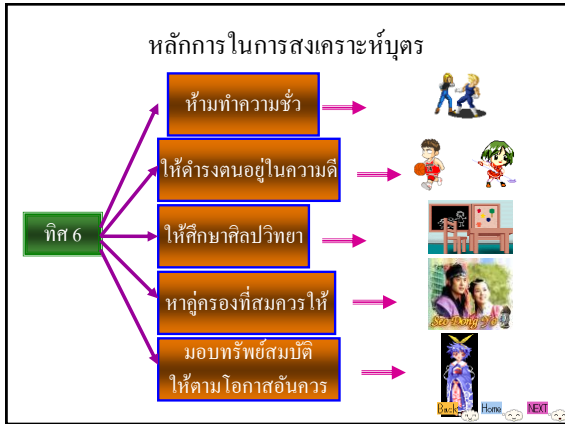 หลักการในการสงเคราะห์บุตร
ห้ามทำความชั่ว
ให้ดำรงตนอยู่ในความดี
ทิศ 6
ให้ศึกษาศิลปวิทยา
หาคู่ครองที่สมควรให้
Seo Dong Yo
มอบทรัพย์สมบัติ
ให้ตามโอกาสอันควร
Back Home NEXT